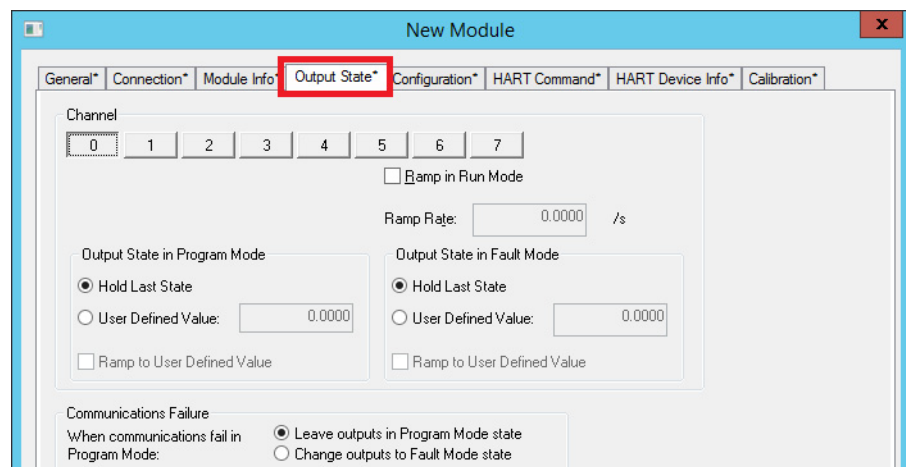 New Module
x
General* Connection* Module Info* Output State* Configuration* HART Command* HART Device Info* Calibration*
Channel
0 1 2 3 4 5 6 7
Ramp in Run Mode
Ramp Rate: 0.0000 /s
Output State in Program Mode Output State in Fault Mode
Hold Last State Hold Last State
User Defined Value: 0.0000 User Defined Value: 0.0000
Ramp to User Defined Value Ramp to User Defined Value
Communications Failure
When communications fail in Leave outputs in Program Mode state
Program Mode: Change outputs to Fault Mode state